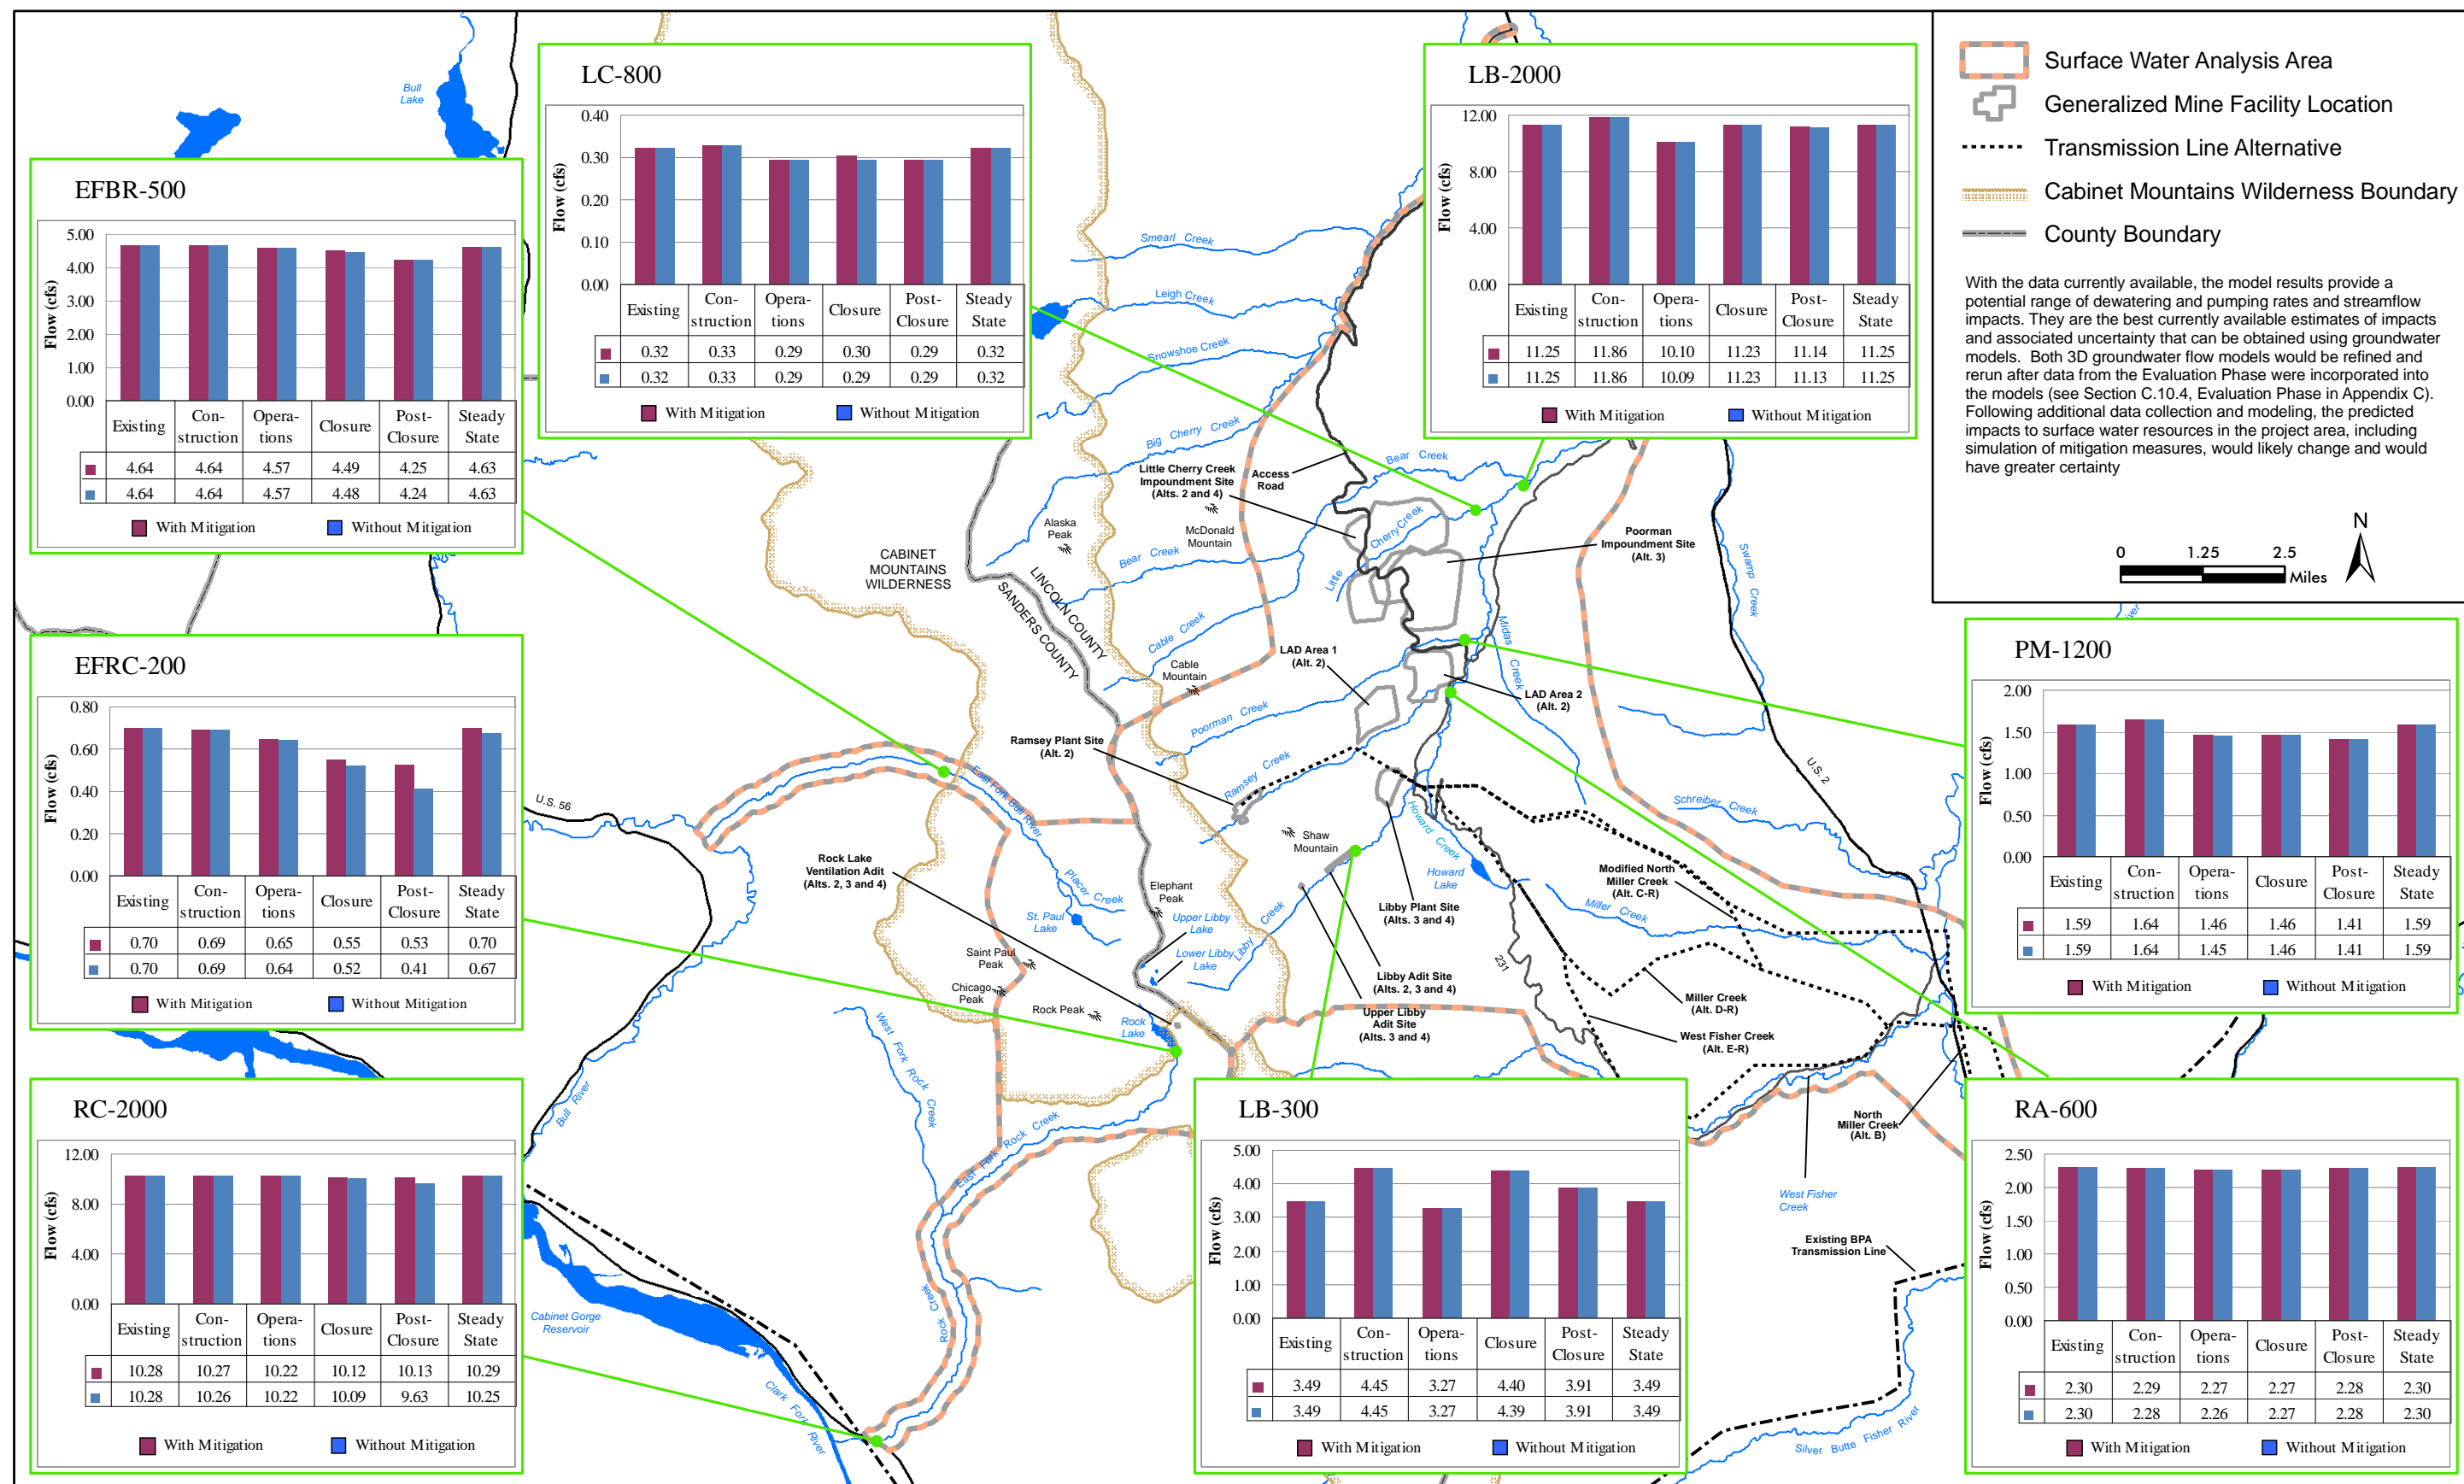 EFBR-500
Flow (cfs)
5.00
4.00
3.00
2.00
1.00
0.00
Existing Con-struction Opera-tions Closure Post-Closure Steady State
4.64 4.64 4.57 4.49 4.25 4.63
4.64 4.64 4.57 4.48 4.24 4.63
With Mitigation Without Mitigation
EFRC-200
Flow (cfs)
0.80
0.60
0.40
0.20
0.00
Existing Con-struction Opera-tions Closure Post-Closure Steady State
0.70 0.69 0.65 0.55 0.53 0.70
0.70 0.69 0.64 0.52 0.41 0.67
With Mitigation Without Mitigation
RC-2000
Flow (cfs)
12.00
8.00
4.00
0.00
Existing Con-struction Opera-tions Closure Post-Closure Steady State
10.28 10.27 10.22 10.12 10.13 10.29
10.28 10.26 10.22 10.09 9.63 10.25
With Mitigation Without Mitigation
LC-800
Flow (cfs)
0.40
0.30
0.20
0.10
0.00
Existing Con-struction Opera-tions Closure Post-Closure Steady State
0.32 0.33 0.29 0.30 0.29 0.32
0.32 0.33 0.29 0.29 0.29 0.32
With Mitigation Without Mitigation
LB-2000
Flow (cfs)
12.00
8.00
4.00
0.00
Existing Con-struction Opera-tions Closure Post-Closure Steady State
11.25 11.86 10.10 11.23 11.14 11.25
11.25 11.86 10.09 11.23 11.13 11.25
With Mitigation Without Mitigation
LB-300
Flow (cfs)
5.00
4.00
3.00
2.00
1.00
0.00
Existing Con-struction Opera-tions Closure Post-Closure Steady State
3.49 4.45 3.27 4.40 3.91 3.49
3.49 4.45 3.27 4.39 3.91 3.49
With Mitigation Without Mitigation
PM-1200
Flow (cfs)
2.00
1.50
1.00
0.50
0.00
Existing Con-struction Opera-tions Closure Post-Closure Steady State
1.59 1.64 1.46 1.46 1.41 1.59
1.59 1.64 1.45 1.46 1.41 1.59
With Mitigation Without Mitigation
RA-600
Flow (cfs)
2.50
2.00
1.50
1.00
0.50
0.00
Existing Con-struction Opera-tions Closure Post-Closure Steady State
2.30 2.29 2.27 2.27 2.28 2.30
2.30 2.28 2.26 2.27 2.28 2.30
With Mitigation Without Mitigation
Surface Water Analysis Area
Generalized Mine Facility Location
Transmission Line Alternative
Cabinet Mountains Wilderness Boundary
County Boundary
With the data currently available, the model results provide a
potential range of dewatering and pumping rates and streamflow
impacts. They are the best currently available estimates of impacts
and associated uncertainty that can be obtained using groundwater
models. Both 3D groundwater flow models would be refined and
rerun after data from the Evaluation Phase were incorporated into
the models (see Section C.10.4, Evaluation Phase in Appendix C).
Following additional data collection and modeling, the predicted
impacts to surface water resources in the project area, including
simulation of mitigation measures, would likely change and would
have greater certainty
0 1.25 2.5
Miles
N
Bull
Lake
Smearl Creek
Leigh Creek
Snowshoe Creek
Big Cherry Creek
Little Cherry Creek
Impoundment Site
(Alts. 2 and 4)
Access
Road
Bear Creek
Alaska
Peak
McDonald
Mountain
Bear Creek
Little Cherry Creek
Poorman
Impoundment Site
(Alt. 3)
Swamp Creek
River
CABINET
MOUNTAINS
WILDERNESS
LINCOLN COUNTY
SANDERS COUNTY
Cable Creek
Cable
Mountain
LAD Area 1
(Alt. 2)
LAD Area 2
(Alt. 2)
Midas Creek
Poorman Creek
Ramsey Plant Site
(Alt. 2)
Ramsey Creek
U.S. 2
Schreiber Creek
U.S. 56
East Fork Bull River
Placer Creek
St. Paul
Lake
Rock Lake
Ventilation Adit
(Alts. 2, 3 and 4)
Elephant
Peak
Upper Libby
Lake
Lower Libby
Lake
Libby Creek
Shaw
Mountain
Howard Creek
Howard
Lake
Libby Plant Site
(Alts. 3 and 4)
Libby Adit Site
(Alts. 2, 3 and 4)
Upper Libby
Adit Site
(Alts. 3 and 4)
Modified North
Miller Creek
(Alt. C-R)
Miller Creek
Miller Creek
(Alt. D-R)
West Fisher Creek
(Alt. E-R)
231
Saint Paul
Peak
Chicago
Peak
Rock Peak
Rock
Lake
West Fork Rock Creek
East Fork Rock Creek
Rock Creek
Bull River
Cabinet Gorge
Reservoir
Clark Fork River
North
Miller Creek
(Alt. B)
West Fisher
Creek
Existing BPA
Transmission Line
Silver Butte Fisher River